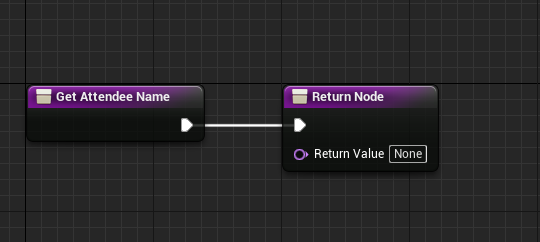 Get Attendee Name
Return Node
Return Value None